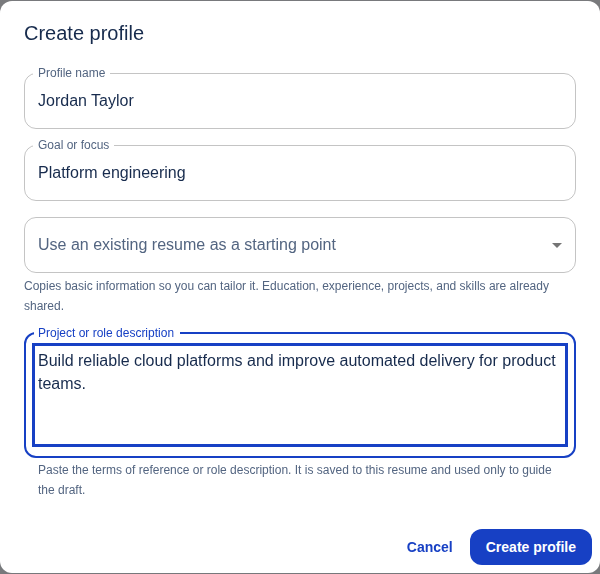 Create profile
Profile name
Jordan Taylor
Goal or focus
Platform engineering
Use an existing resume as a starting point
Copies basic information so you can tailor it. Education, experience, projects, and skills are already
shared.
Project or role description
Build reliable cloud platforms and improve automated delivery for product
teams.
Paste the terms of reference or role description. It is saved to this resume and used only to guide
the draft.
Cancel
Create profile